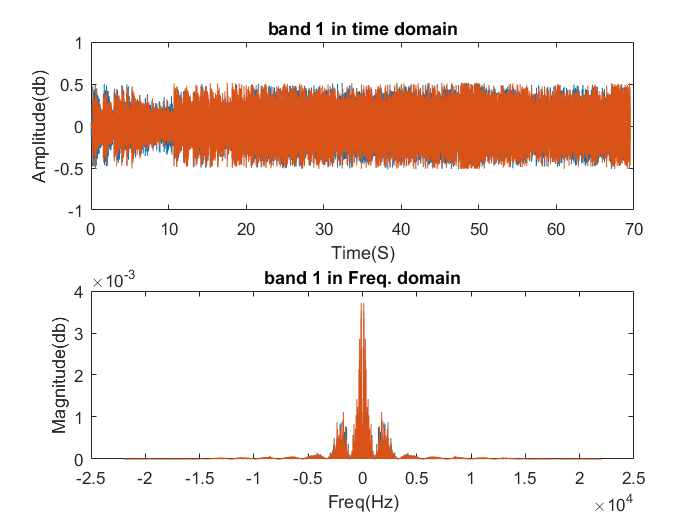 band 1 in time domain
1
0.5
0
-0.5
-1
Amplitude(db)
0 10 20 30 40 50 60 70
Time(S)
×10-3
band 1 in Freq. domain
4
3
2
1
0
Magnitude(db)
-2.5 -2 -1.5 -1 -0.5 0 0.5 1 1.5 2 2.5
Freq(Hz)
×104